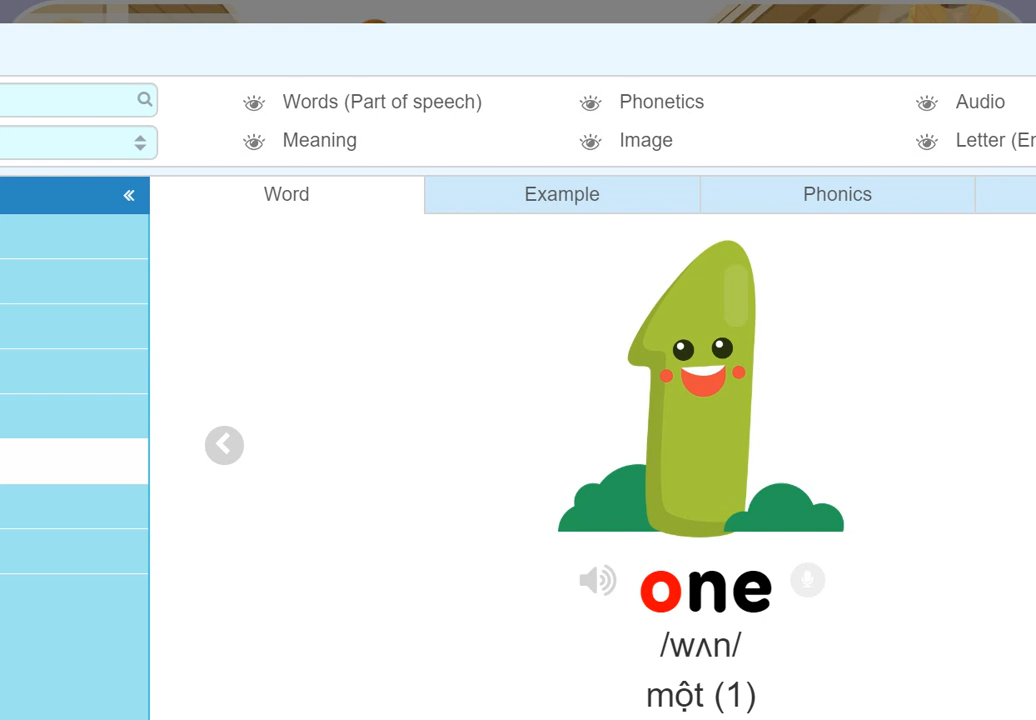 Words (Part of speech) Phonetics Audio
Meaning Image Letter (En
Word Example Phonics
one
/wʌn/
một (1)